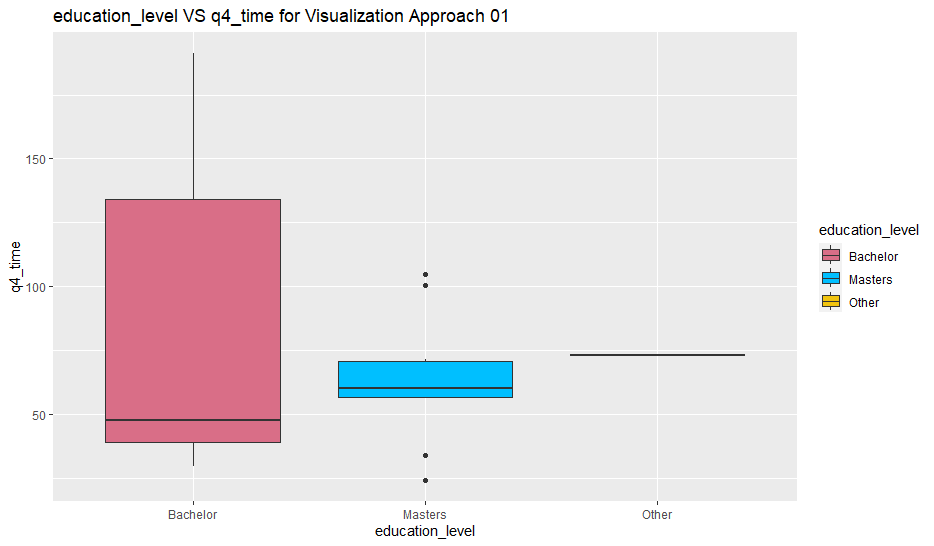 education_level VS q4_time for Visualization Approach 01
q4_time
150
100
50
Bachelor
Masters
Other
education_level
education_level
Bachelor
Masters
Other